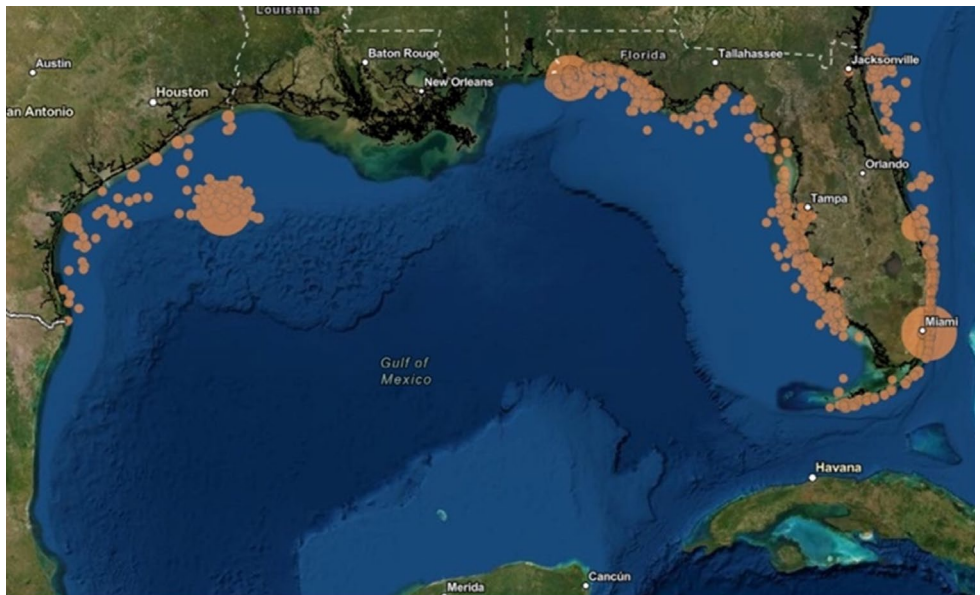 Louisiana
Baton Rouge
Florida
Tallahassee
Austin
Jacksonville
New Orleans
Houston
an Antonio
Orlando
Tampa
Miami
Gulf of
Mexico
Havana
Cancún
Merida